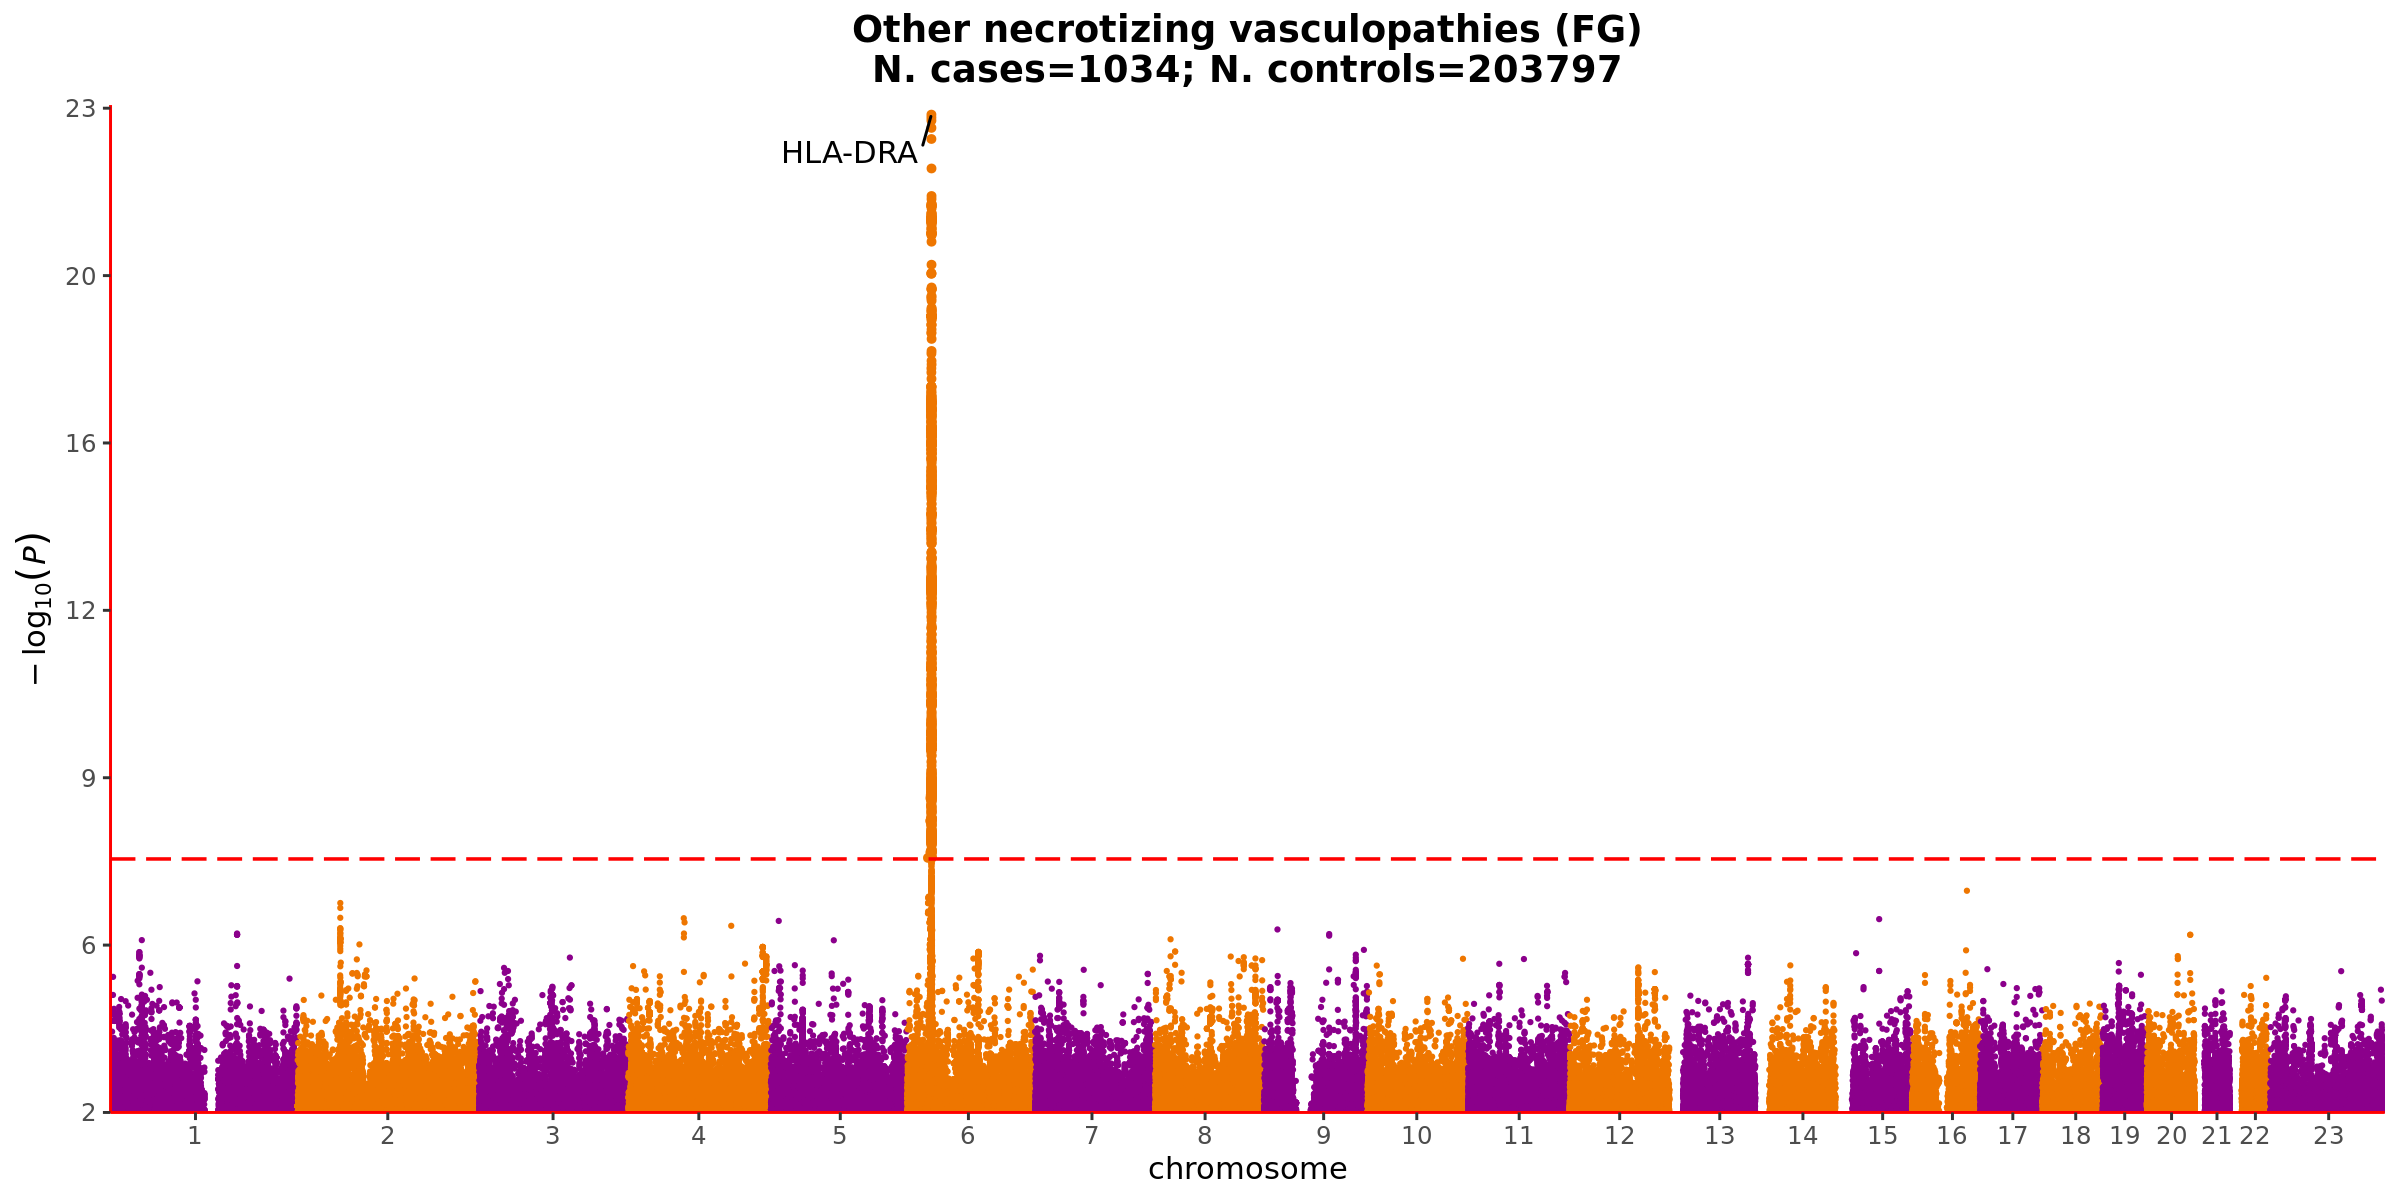 Other necrotizing vasculopathies (FG)
N. cases=1034; N. controls=203797
23
HLA-DRA
20
16
12
9
6
2
−log10(P)
1 2 3 4 5 6 7 8 9 10 11 12 13 14 15 16 17 18 19 20 21 22 23
chromosome